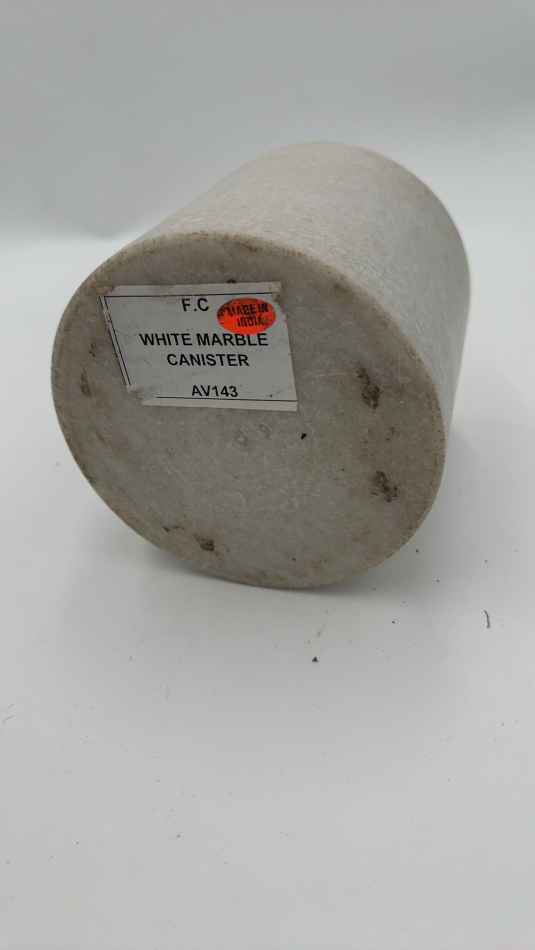 F.C
MADE IN
INDIA
WHITE MARBLE
CANISTER
AV143